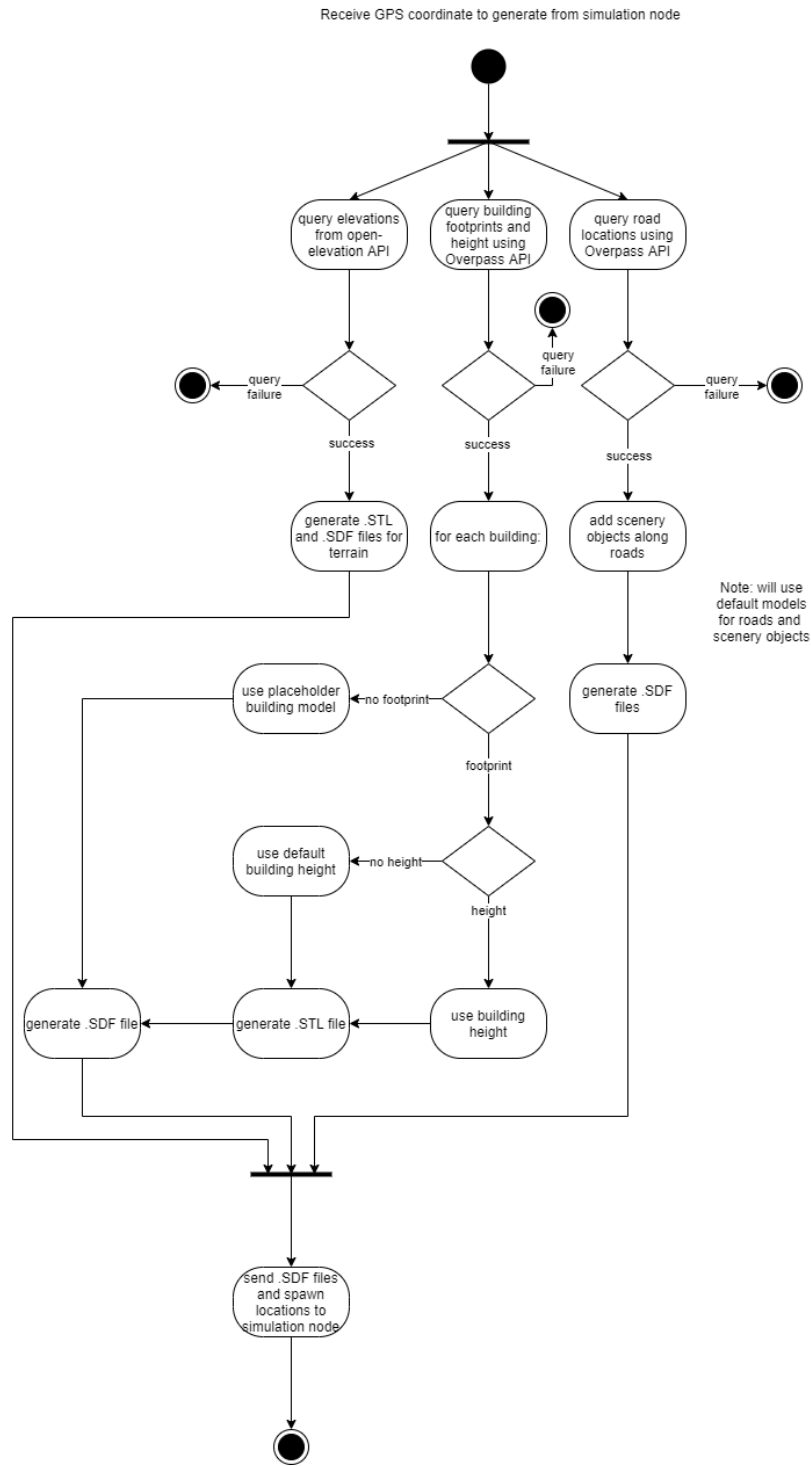 Receive GPS coordinate to generate from simulation node
query elevations
from open-
elevation API
query building
footprints and
height using
Overpass API
query road
locations using
Overpass API
query
failure
query
failure
query
failure
success
success
success
generate .STL
and .SDF files for
terrain
for each building:
add scenery
objects along
roads
Note: will use
default models
for roads and
scenery objects
use placeholder
building model
no footprint
generate .SDF
files
footprint
use default
building height
no height
height
generate .SDF file
generate .STL file
use building
height
send .SDF files
and spawn
locations to
simulation node